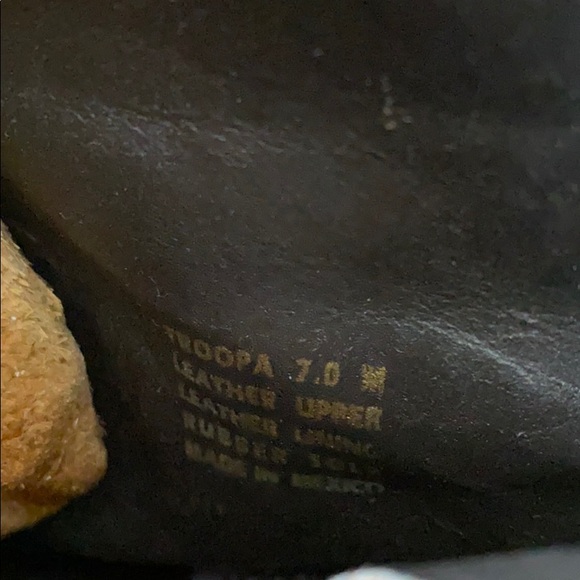 TROOPA 7.0 M
LEATHER UPPER
LEATHER LINING
RUBBER SOLE
MADE IN MEXICO